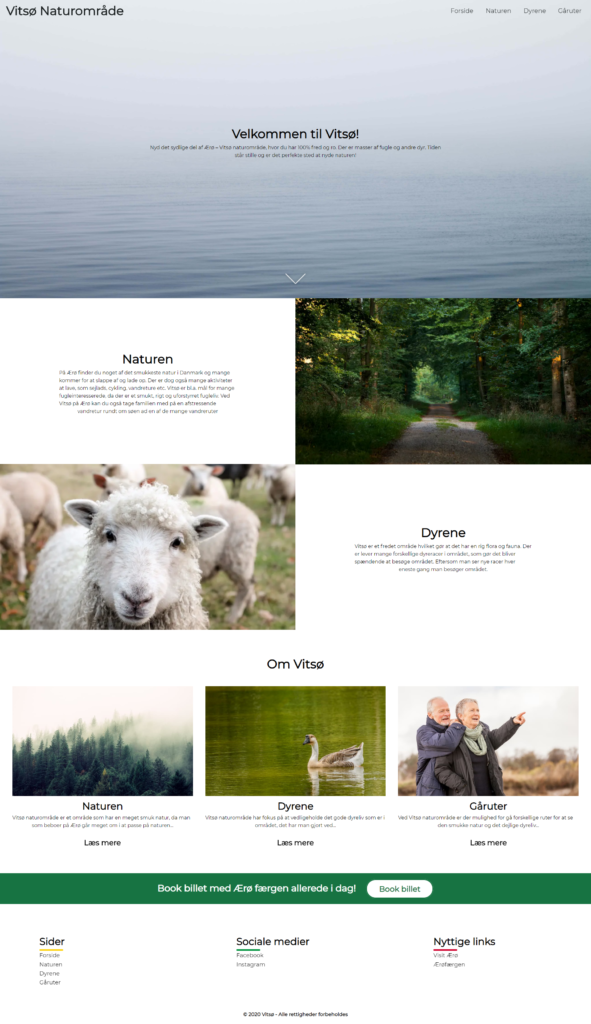 Vitsø Naturområde
Forside Naturen Dyrene Gåruter
Velkommen til Vitsø!
Nyd det sydlige del af Ærø – Vitsø naturområde, hvor du har 100% fred og ro. Der er masser af fugle og andre dyr. Tiden
står stille og er det perfekte sted at nyde naturen!
Naturen
På Ærø finder du noget af det smukkeste natur i Danmark og mange
kommer for at slappe af og lade op. Der er dog også mange aktiviteter
at lave, som sejlads, cykling, vandreture etc. Vitsø er bl.a. mål for mange
fugleinteresserede, da der er et smukt, rigt og uforstyrret fugleliv. Ved
Vitsø på Ærø kan du også tage familien med på en afstressende
vandretur rundt om søen ad en af de mange vandreruter
Dyrene
Vitsø er et fredet område hvilket gør at det har en rig flora og fauna. Der
er lever mange forskellige dyreracer i området, som gør det bliver
spændende at besøge området. Eftersom man ser nye racer hver
eneste gang man besøger området.
Om Vitsø
Naturen
Vitsø naturområde er et område som har en meget smuk natur, da man
som beboer på Ærø går meget om i at passe på naturen...
Læs mere
Dyrene
Vitsø naturområde har fokus på at vedligeholde det gode dyreliv som er i
området, det har man gjort ved...
Læs mere
Gåruter
Ved Vitsø naturområde er der mulighed for gå forskellige ruter for at se
den smukke natur og det dejlige dyreliv...
Læs mere
Book billet med Ærø færgen allerede i dag! Book billet
Sider
Forside
Naturen
Dyrene
Gåruter
Sociale medier
Facebook
Instagram
Nyttige links
Visit Ærø
Ærøfærgen
© 2020 Vitsø - Alle rettigheder forbeholdes